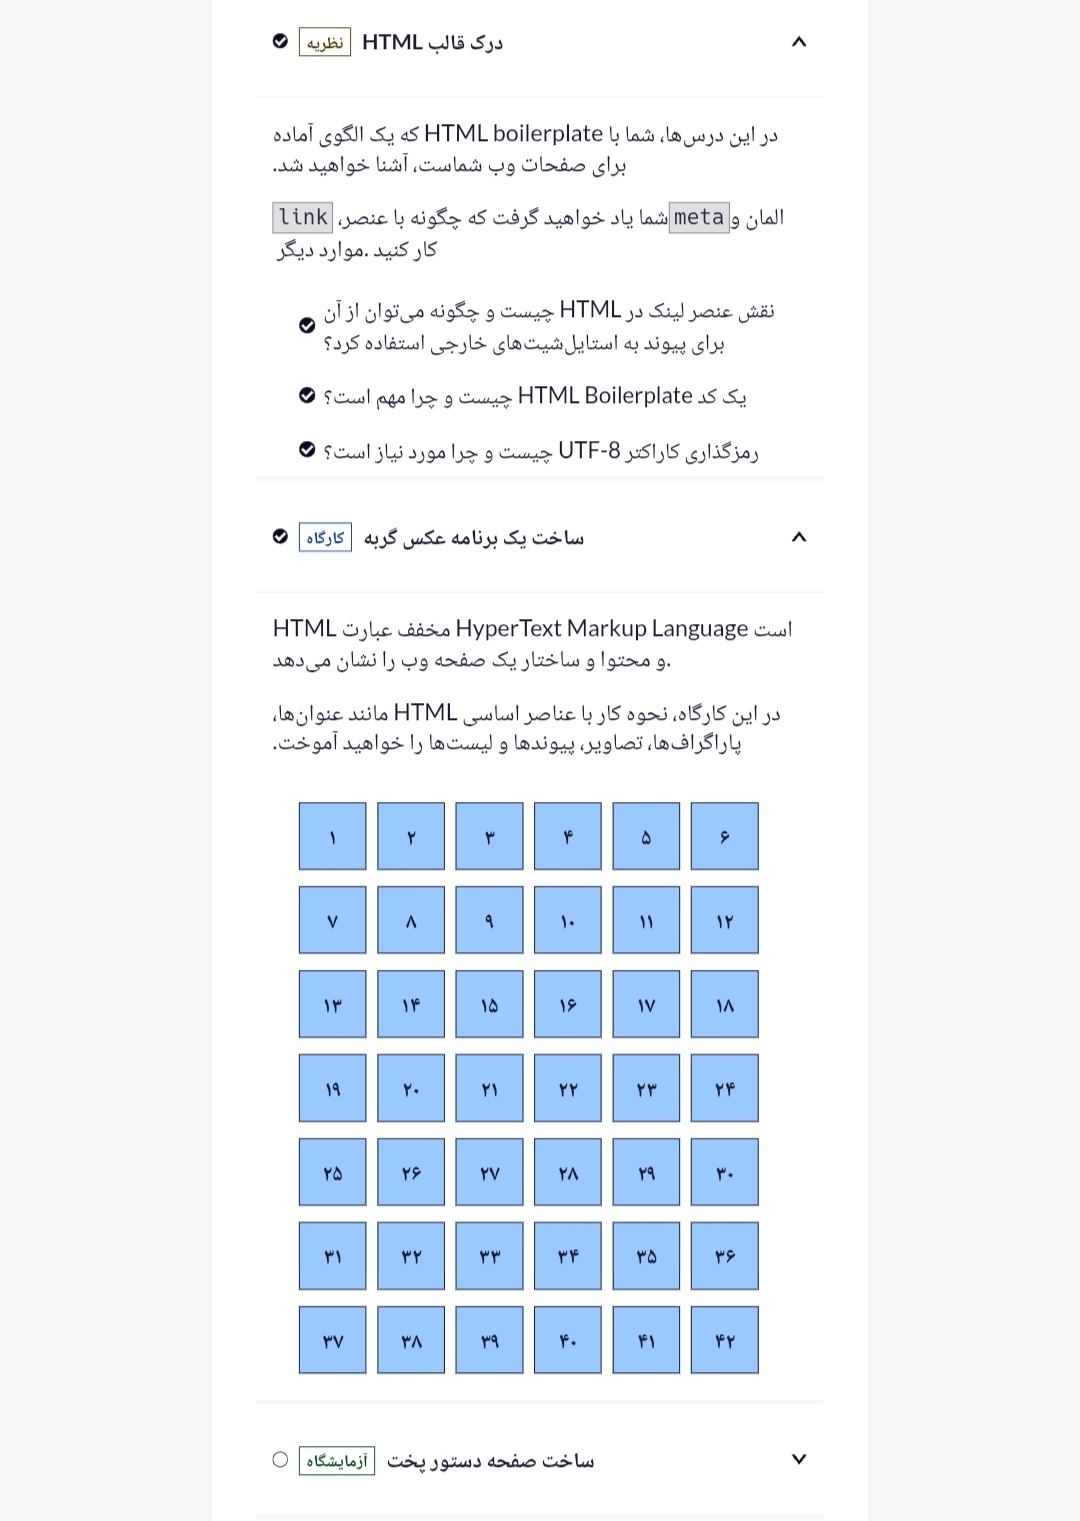 درک قالب HTML نظریه
در این درس‌ها، شما با HTML boilerplate که یک الگوی آماده
برای صفحات وب شماست، آشنا خواهید شد.
المان و meta شما یاد خواهید گرفت که چگونه با عنصر، link
کار کنید .موارد دیگر
نقش عنصر لینک در HTML چیست و چگونه می‌توان از آن
برای پیوند به استایل‌شیت‌های خارجی استفاده کرد؟
یک کد HTML Boilerplate چیست و چرا مهم است؟
رمزگذاری کاراکتر UTF-8 چیست و چرا مورد نیاز است؟
ساخت یک برنامه عکس گربه کارگاه
است HyperText Markup Language مخفف عبارت HTML
.و محتوا و ساختار یک صفحه وب را نشان می‌دهد
در این کارگاه، نحوه کار با عناصر اساسی HTML مانند عنوان‌ها،
پاراگراف‌ها، تصاویر، پیوندها و لیست‌ها را خواهید آموخت.
۱ ۲ ۳ ۴ ۵ ۶
۷ ۸ ۹ ۱۰ ۱۱ ۱۲
۱۳ ۱۴ ۱۵ ۱۶ ۱۷ ۱۸
۱۹ ۲۰ ۲۱ ۲۲ ۲۳ ۲۴
۲۵ ۲۶ ۲۷ ۲۸ ۲۹ ۳۰
۳۱ ۳۲ ۳۳ ۳۴ ۳۵ ۳۶
۳۷ ۳۸ ۳۹ ۴۰ ۴۱ ۴۲
ساخت صفحه دستور پخت آزمایشگاه